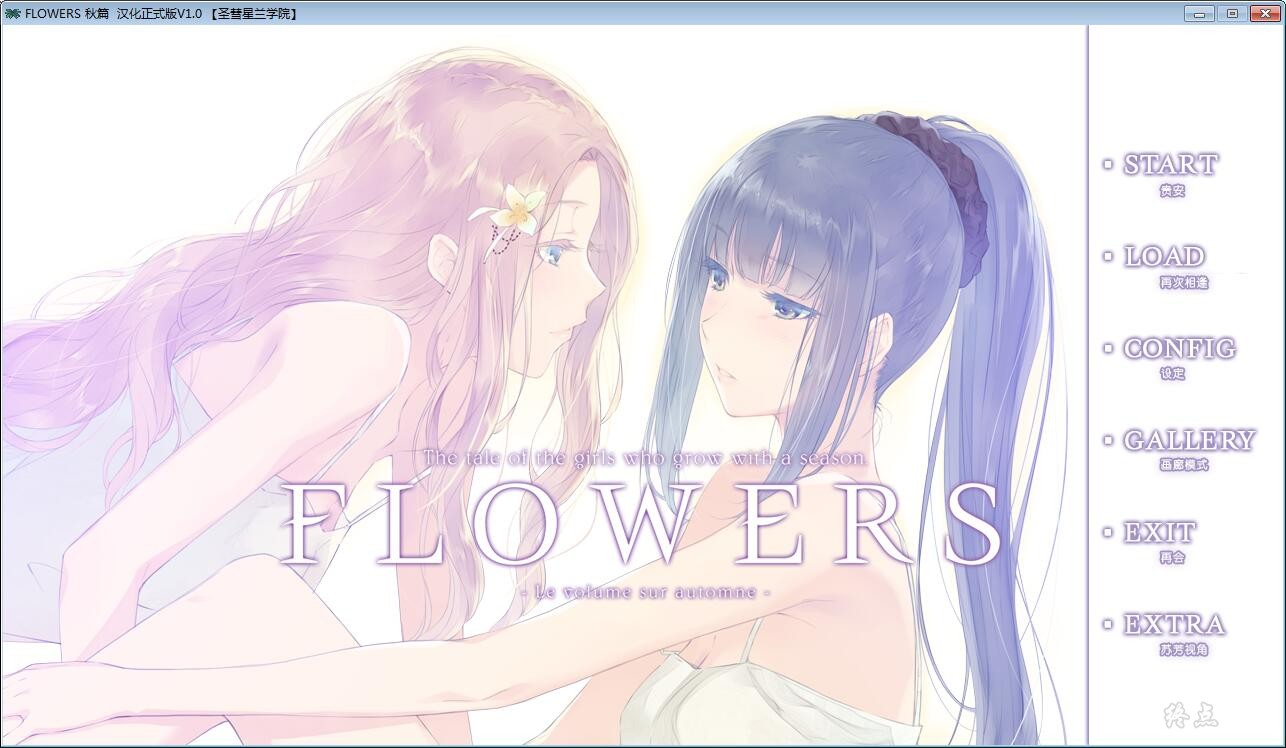 FLOWERS 秋篇 汉化正式版V1.0 【圣彗星兰学院】
The tale of the girls who grow with a season.
FLOWERS
- Le volume sur automne -
START
贵安
LOAD
再次相逢
CONFIG
设定
GALLERY
画廊模式
EXIT
再会
EXTRA
苏芳视角
终点